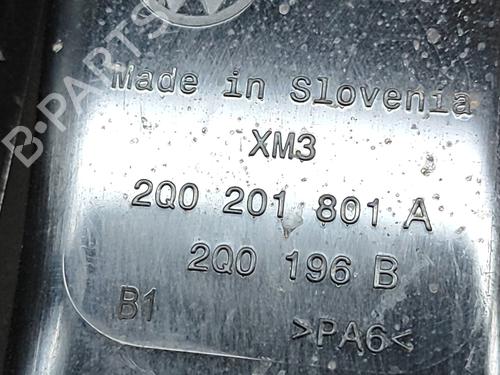 B-PARTS
Made in Slovenia
XM3
2Q0 201 801 A
2Q0 196 B
B1
>PA6<